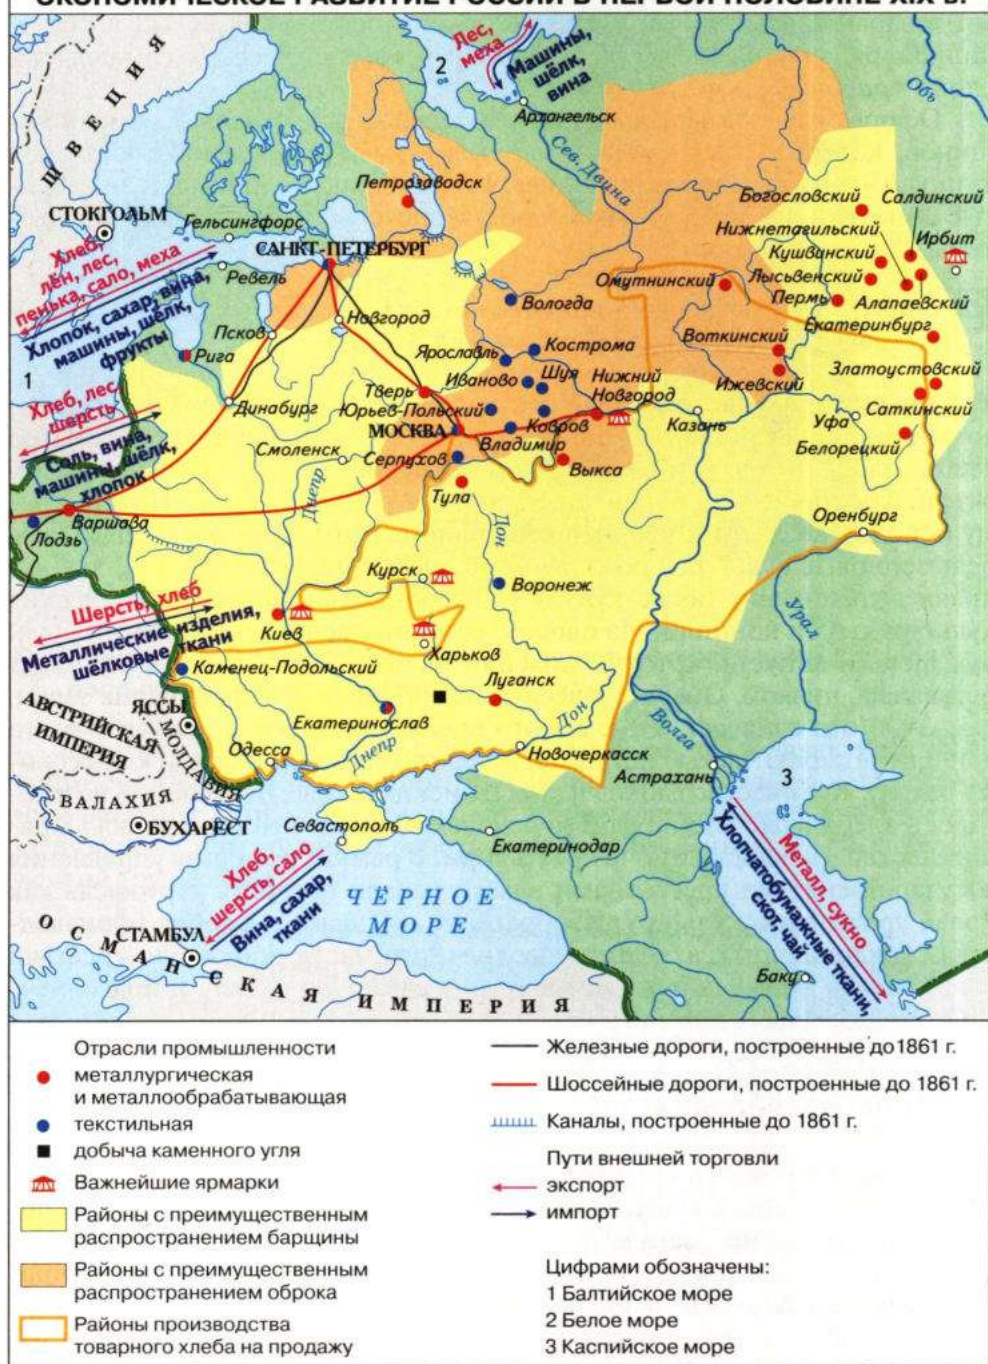 ЭКОНОМИЧЕСКОЕ РАЗВИТИЕ РОССИИ В ПЕРВОЙ ПОЛОВИНЕ XIX в.
ШВЕЦИЯ
Лес,
меха
Машины,
шёлк,
вина
2
Архангельск
Обь
Сев. Двина
Петрозаводск
Богословский
Салдинский
Нижнетагильский
Ирбит
Кушвинский
СТОКГОЛЬМ
Гельсингфорс
САНКТ-ПЕТЕРБУРГ
Омутнинский
Лысьвенский
Хлеб,
лён, лес,
пенька, сало, меха
Ревель
Вологда
Пермь
Алапаевский
Хлопок, сахар, вина,
машины, шёлк,
фрукты
Псков
Новгород
Екатеринбург
Воткинский
Кострома
Ярославль
Рига
Иваново
Шуя
Нижний
Новгород
Златоустовский
1
Тверь
Ижевский
Хлеб, лес,
шерсть
Динабург
Юрьев-Польский
Саткинский
МОСКВА
Владимир
Ковров
Казань
Уфа
Соль, вина,
машины, шёлк,
хлопок
Смоленск
Серпухов
Выкса
Белорецкий
Тула
Днепр
Дон
Варшава
Лодзь
Оренбург
Курск
Воронеж
Шерсть, хлеб
Металлические изделия,
шёлковые ткани
Киев
Харьков
Урал
Каменец-Подольский
Луганск
АВСТРИЙСКАЯ
ИМПЕРИЯ
ЯССЫ
МОЛДАВИЯ
Екатеринослав
Дон
Волга
Одесса
Днепр
Новочеркасск
Астрахань
3
ВАЛАХИЯ
БУХАРЕСТ
Севастополь
Екатеринодар
Хлеб,
шерсть, сало
Вина, сахар,
ткани
ЧЁРНОЕ
МОРЕ
Металл, сукно
Хлопчатобумажные ткани,
скот, чай
СТАМБУЛ
ОСМАНСКАЯ ИМПЕРИЯ
Баку
Отрасли промышленности
металлургическая
и металлообрабатывающая
текстильная
добыча каменного угля
Важнейшие ярмарки
Районы с преимущественным
распространением барщины
Районы с преимущественным
распространением оброка
Районы производства
товарного хлеба на продажу
Железные дороги, построенные до 1861 г.
Шоссейные дороги, построенные до 1861 г.
Каналы, построенные до 1861 г.
Пути внешней торговли
экспорт
импорт
Цифрами обозначены:
1 Балтийское море
2 Белое море
3 Каспийское море